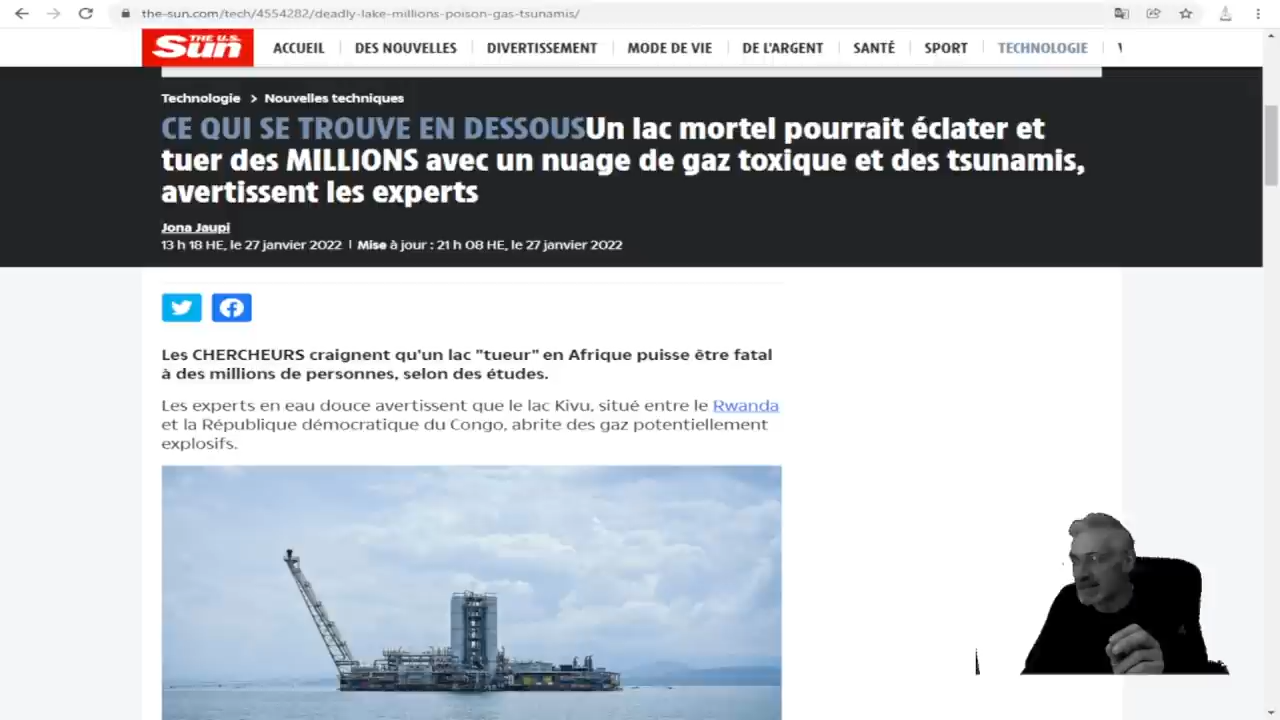 the-sun.com/tech/4554282/deadly-lake-millions-poison-gas-tsunamis/
THE U.S. Sun
ACCUEIL DES NOUVELLES DIVERTISSEMENT MODE DE VIE DE L'ARGENT SANTÉ SPORT TECHNOLOGIE
Technologie > Nouvelles techniques
CE QUI SE TROUVE EN DESSOUSUn lac mortel pourrait éclater et
tuer des MILLIONS avec un nuage de gaz toxique et des tsunamis,
avertissent les experts
Jona Jaupi
13 h 18 HE, le 27 janvier 2022 | Mise à jour : 21 h 08 HE, le 27 janvier 2022
Les CHERCHEURS craignent qu'un lac "tueur" en Afrique puisse être fatal
à des millions de personnes, selon des études.
Les experts en eau douce avertissent que le lac Kivu, situé entre le Rwanda
et la République démocratique du Congo, abrite des gaz potentiellement
explosifs.